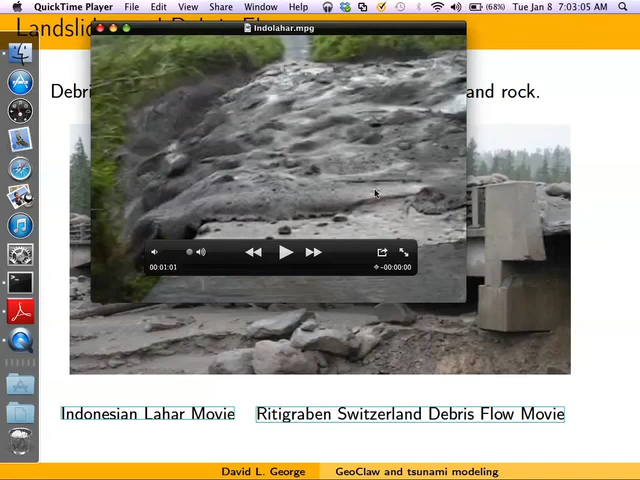 QuickTime Player File Edit View Share Window Help (68%) Tue Jan 8 7:03:05 AM
Indolahar.mpg
and rock.
00:01:01 -00:00:00
Indonesian Lahar Movie Ritigraben Switzerland Debris Flow Movie
David L. George GeoClaw and tsunami modeling